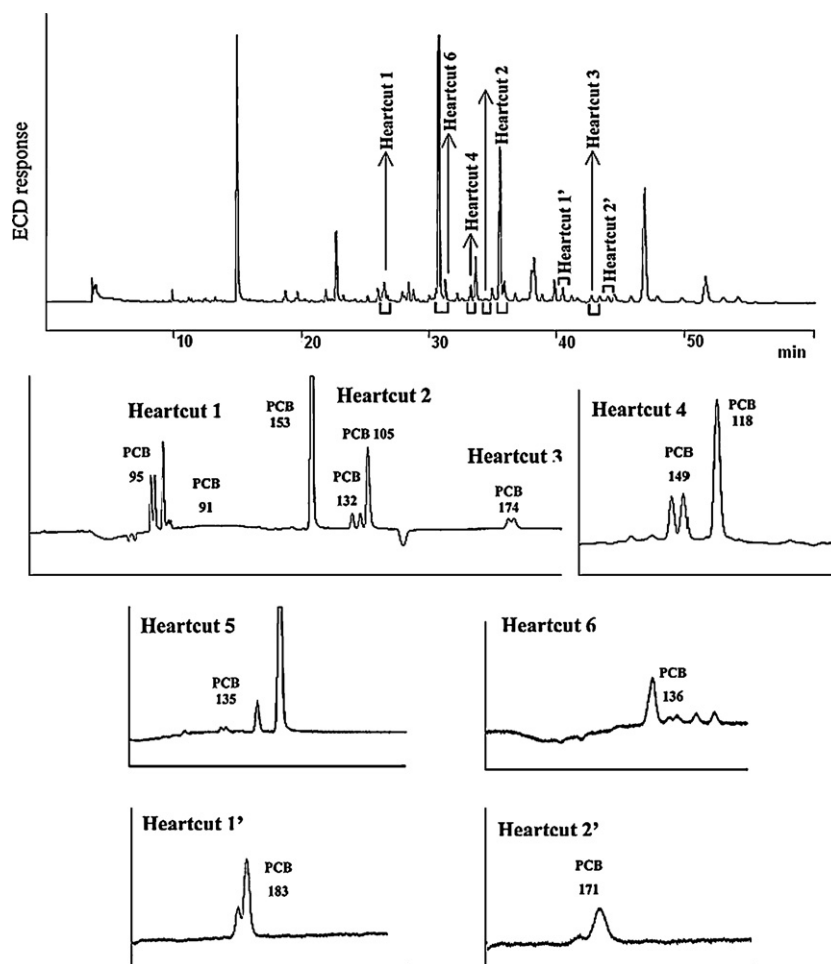 ECD response
Heartcut 1
Heartcut 6
Heartcut 4
Heartcut 2
Heartcut 1'
Heartcut 3
Heartcut 2'
10
20
30
40
50
min
Heartcut 1
PCB
95
PCB
91
PCB
153
Heartcut 2
PCB 105
PCB
132
Heartcut 3
PCB
174
Heartcut 4
PCB
149
PCB
118
Heartcut 5
PCB
135
Heartcut 6
PCB
136
Heartcut 1'
PCB
183
Heartcut 2'
PCB
171